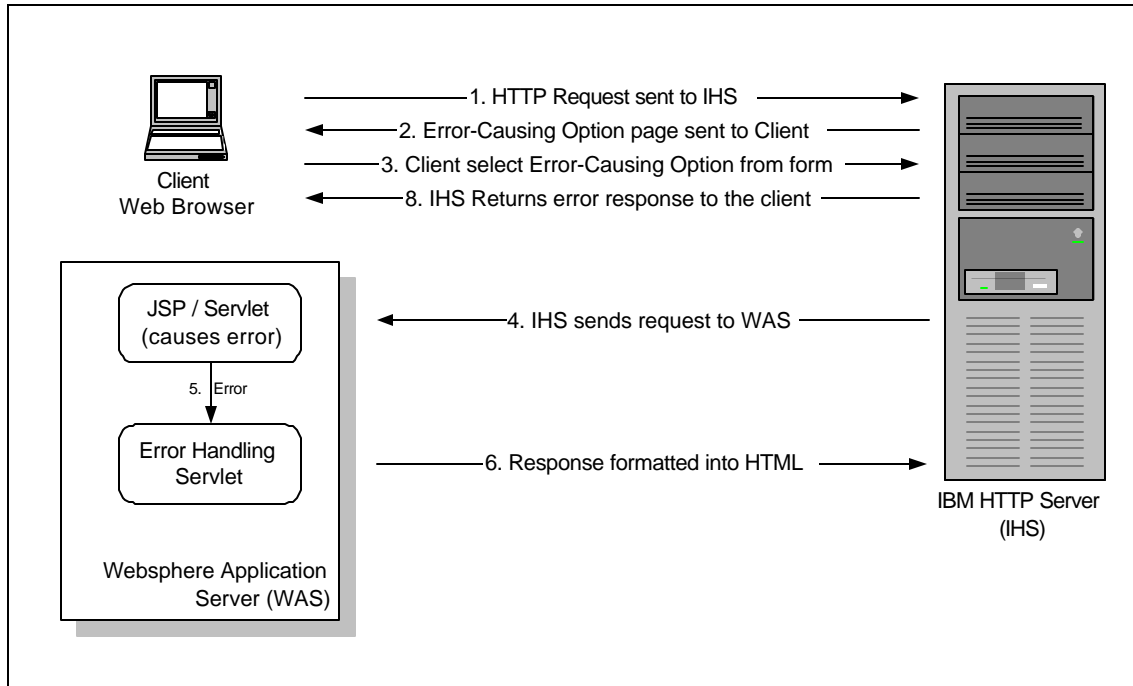 1. HTTP Request sent to IHS
2. Error-Causing Option page sent to Client
3. Client select Error-Causing Option from form
8. IHS Returns error response to the client
Client
Web Browser
JSP / Servlet
(causes error)
4. IHS sends request to WAS
5. Error
Error Handling
Servlet
6. Response formatted into HTML
IBM HTTP Server
(IHS)
Websphere Application
Server (WAS)